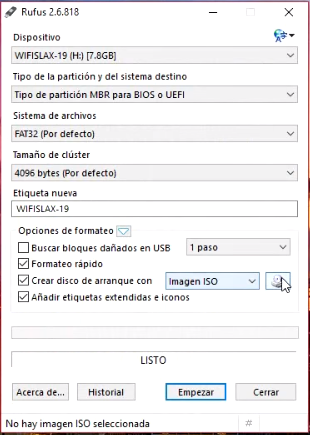 Rufus 2.6.818
Dispositivo
WIFISLAX-19 (H:) [7.8GB]
Tipo de la partición y del sistema destino
Tipo de partición MBR para BIOS o UEFI
Sistema de archivos
FAT32 (Por defecto)
Tamaño de clúster
4096 bytes (Por defecto)
Etiqueta nueva
WIFISLAX-19
Opciones de formateo
Buscar bloques dañados en USB 1 paso
Formateo rápido
Crear disco de arranque con Imagen ISO
Añadir etiquetas extendidas e iconos
LISTO
Acerca de... Historial Empezar Cerrar
No hay imagen ISO seleccionada #